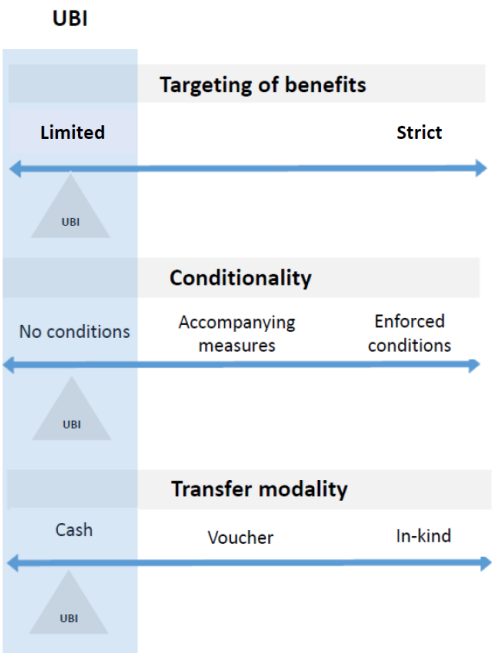 UBI
Targeting of benefits
Limited Strict
UBI
Conditionality
No conditions Accompanying measures Enforced conditions
UBI
Transfer modality
Cash Voucher In-kind
UBI